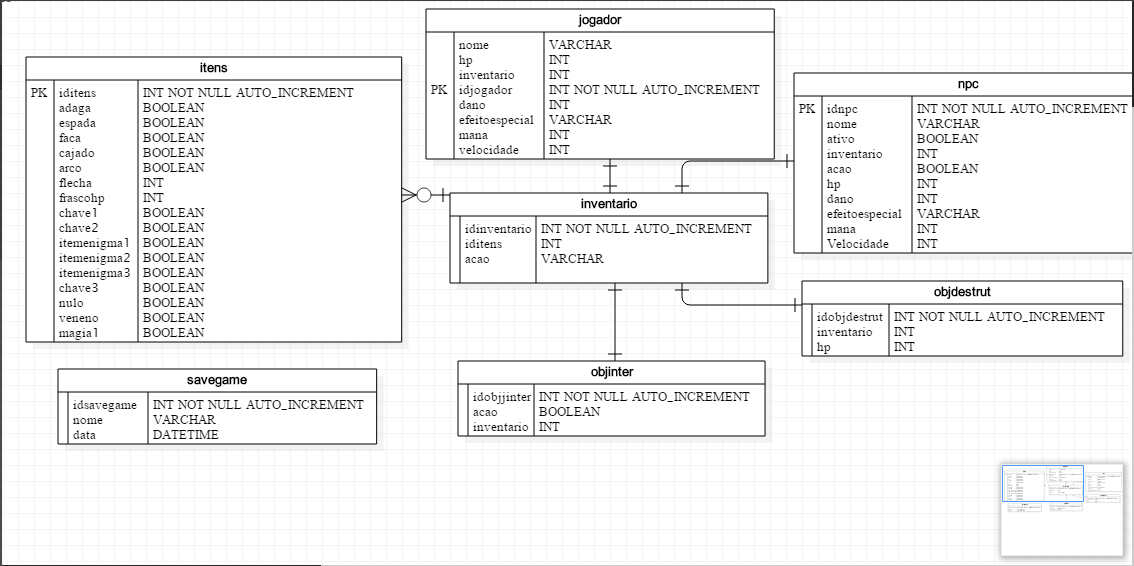 jogador
nome VARCHAR
hp INT
inventario INT
PK idjogador INT NOT NULL AUTO_INCREMENT
dano INT
efeitoespecial VARCHAR
mana INT
velocidade INT
itens
PK iditens INT NOT NULL AUTO_INCREMENT
adaga BOOLEAN
espada BOOLEAN
faca BOOLEAN
cajado BOOLEAN
arco BOOLEAN
flecha INT
frascohp INT
chave1 BOOLEAN
chave2 BOOLEAN
itemenigma1 BOOLEAN
itemenigma2 BOOLEAN
itemenigma3 BOOLEAN
chave3 BOOLEAN
nulo BOOLEAN
veneno BOOLEAN
magia1 BOOLEAN
npc
PK idnpc INT NOT NULL AUTO_INCREMENT
nome VARCHAR
ativo BOOLEAN
inventario INT
acao BOOLEAN
hp INT
dano INT
efeitoespecial VARCHAR
mana INT
Velocidade INT
inventario
idinventario INT NOT NULL AUTO_INCREMENT
iditens INT
acao VARCHAR
objdestrut
idobjdestrut INT NOT NULL AUTO_INCREMENT
inventario INT
hp INT
savegame
idsavegame INT NOT NULL AUTO_INCREMENT
nome VARCHAR
data DATETIME
objinter
idobjjinter INT NOT NULL AUTO_INCREMENT
acao BOOLEAN
inventario INT